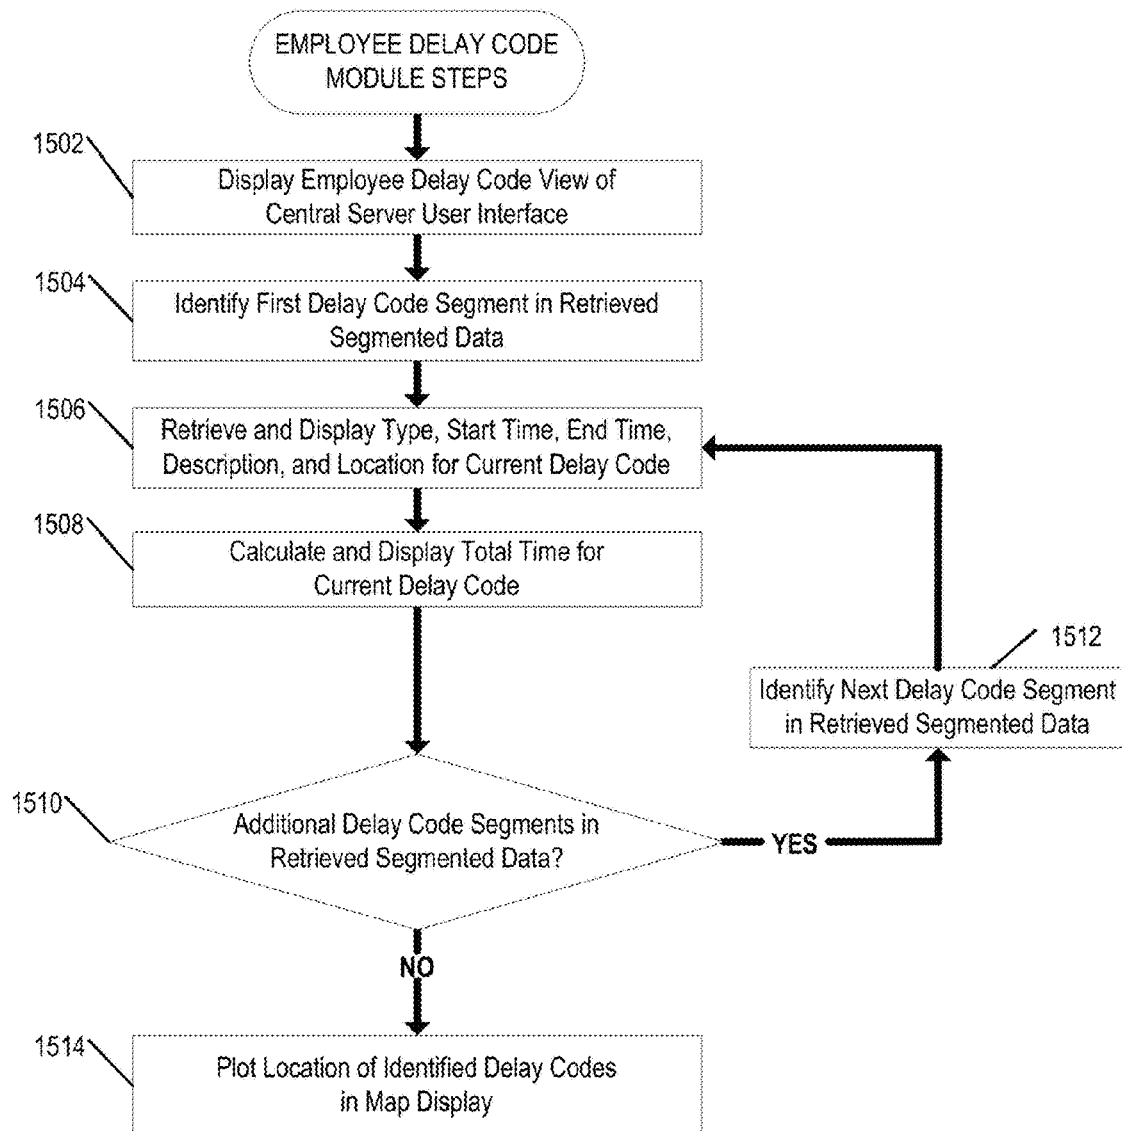 EMPLOYEE DELAY CODE
MODULE STEPS
1502
Display Employee Delay Code View of
Central Server User Interface
1504
Identify First Delay Code Segment in Retrieved
Segmented Data
1506
Retrieve and Display Type, Start Time, End Time,
Description, and Location for Current Delay Code
1508
Calculate and Display Total Time for
Current Delay Code
1512
Identify Next Delay Code Segment
in Retrieved Segmented Data
1510
Additional Delay Code Segments in
Retrieved Segmented Data?
YES
NO
1514
Plot Location of Identified Delay Codes
in Map Display